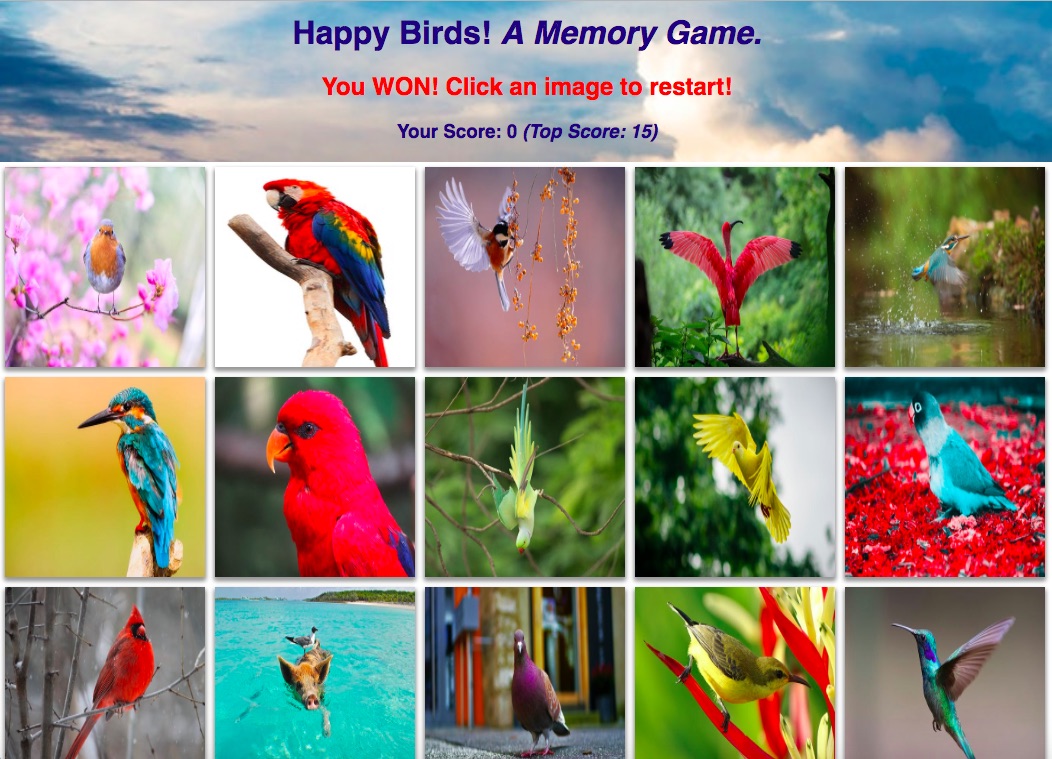 Happy Birds! A Memory Game.
You WON! Click an image to restart!
Your Score: 0 (Top Score: 15)